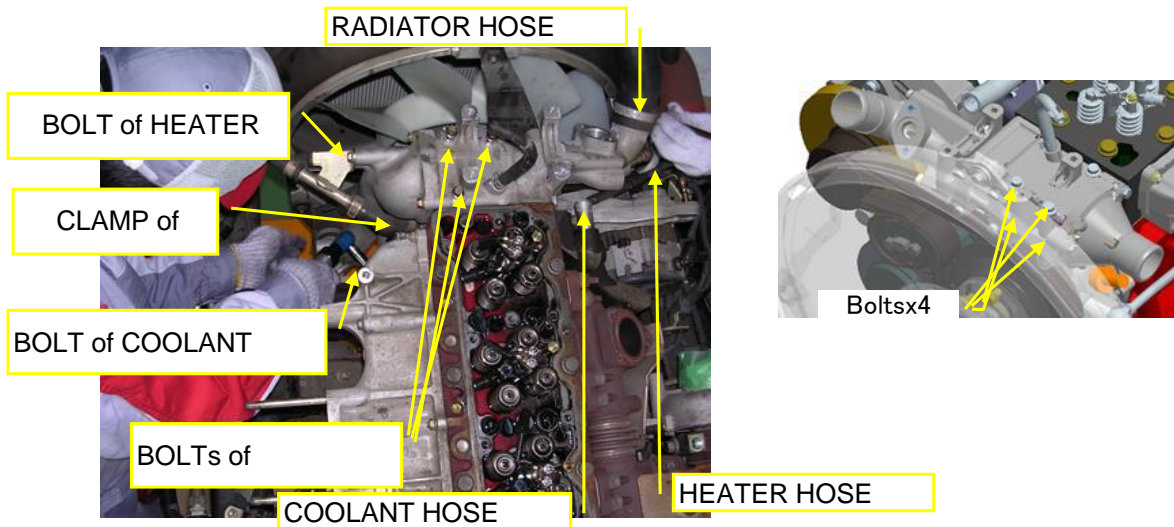 RADIATOR HOSE
BOLT of HEATER
CLAMP of
BOLT of COOLANT
BOLTs of
COOLANT HOSE
HEATER HOSE
Boltsx4